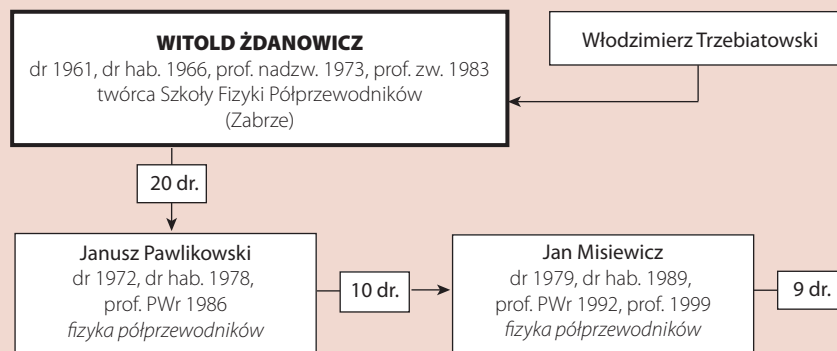 WITOLD ŻDANOWICZ
dr 1961, dr hab. 1966, prof. nadzw. 1973, prof. zw. 1983
twórca Szkoły Fizyki Półprzewodników
(Zabrze)
Włodzimierz Trzebiatowski
20 dr.
Janusz Pawlikowski
dr 1972, dr hab. 1978,
prof. PWr 1986
fizyka półprzewodników
10 dr.
Jan Misiewicz
dr 1979, dr hab. 1989,
prof. PWr 1992, prof. 1999
fizyka półprzewodników
9 dr.